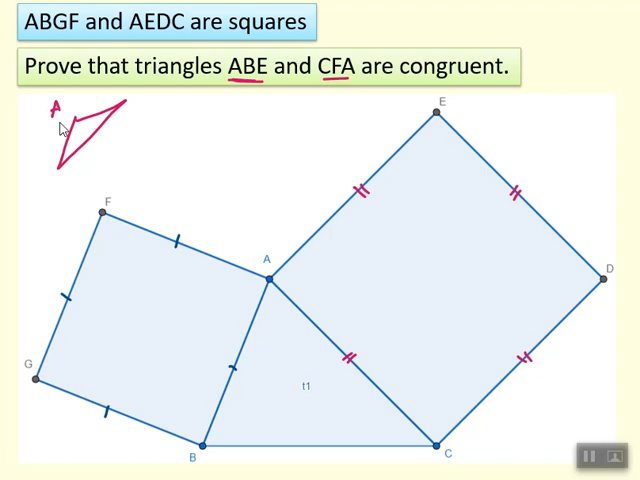 ABGF and AEDC are squares
Prove that triangles ABE and CFA are congruent.
A
E
F
A
D
G
t1
B
C